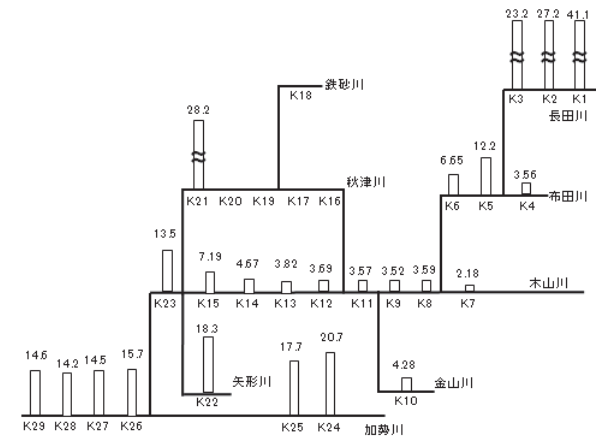 23.2 27.2 41.1
K3 K2 K1
長田川
鉄砂川
K18
28.2
12.2
6.65 3.56
秋津川
K21 K20 K19 K17 K16
K6 K5 K4
布田川
13.5
7.19 4.67 3.82 3.69 3.57 3.52 3.59 2.18
木山川
K23 K15 K14 K13 K12 K11 K9 K8 K7
18.3
14.6 14.2 14.5 15.7
17.7 20.7
4.28
矢形川
K22
金山川
K10
K29 K28 K27 K26 K25 K24
加勢川